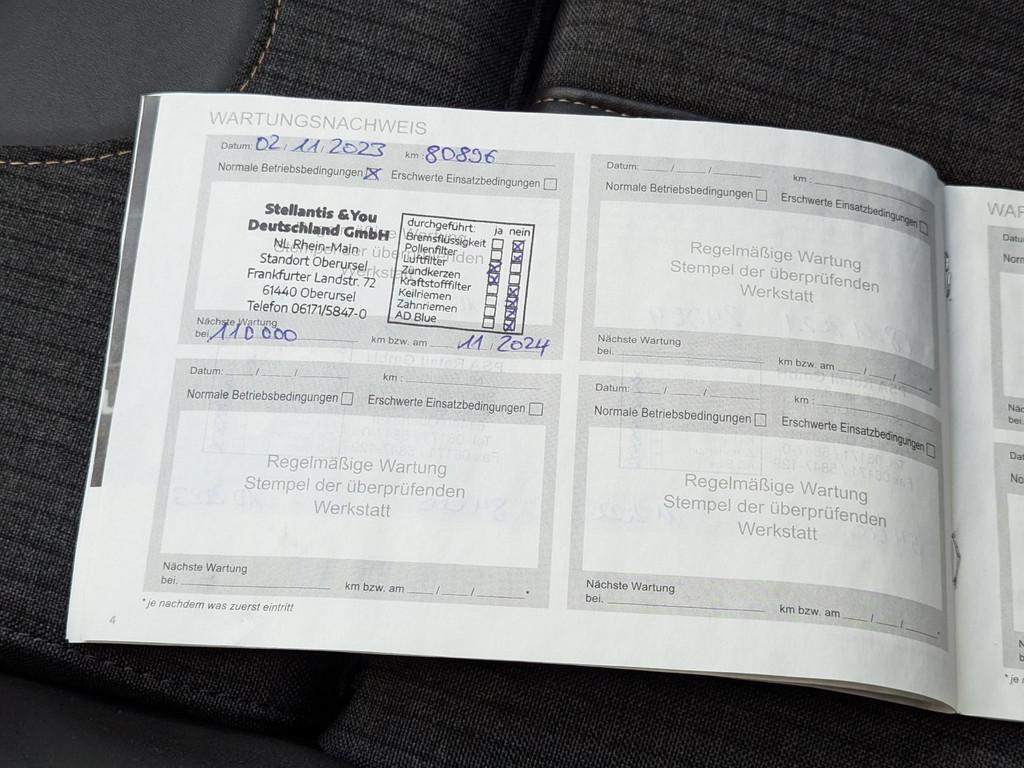 WARTUNGSNACHWEIS
Datum: 02/11/2023 km: 80896
Normale Betriebsbedingungen ☒ Erschwerte Einsatzbedingungen ☐
Stellantis &You
Deutschland GmbH
NL Rhein-Main
Standort Oberursel
Frankfurter Landstr. 72
61440 Oberursel
Telefon 06171/5847-0
durchgeführt: ja nein
Bremsflüssigkeit
Pollenfilter
Luftfilter
Zündkerzen
Kraftstofffilter
Keilriemen
Zahnriemen
AD Blue
Nächste Wartung
bei. 110 000 km bzw. am 11/2024
Datum: / / km :
Normale Betriebsbedingungen ☐ Erschwerte Einsatzbedingungen ☐
Regelmäßige Wartung
Stempel der überprüfenden
Werkstatt
Nächste Wartung
bei. km bzw. am / / *
Datum: / / km :
Normale Betriebsbedingungen ☐ Erschwerte Einsatzbedingungen ☐
Regelmäßige Wartung
Stempel der überprüfenden
Werkstatt
Nächste Wartung
bei. km bzw. am / / *
Datum: / / km :
Normale Betriebsbedingungen ☐ Erschwerte Einsatzbedingungen ☐
Regelmäßige Wartung
Stempel der überprüfenden
Werkstatt
Nächste Wartung
bei. km bzw. am / / *
* je nachdem was zuerst eintritt
4